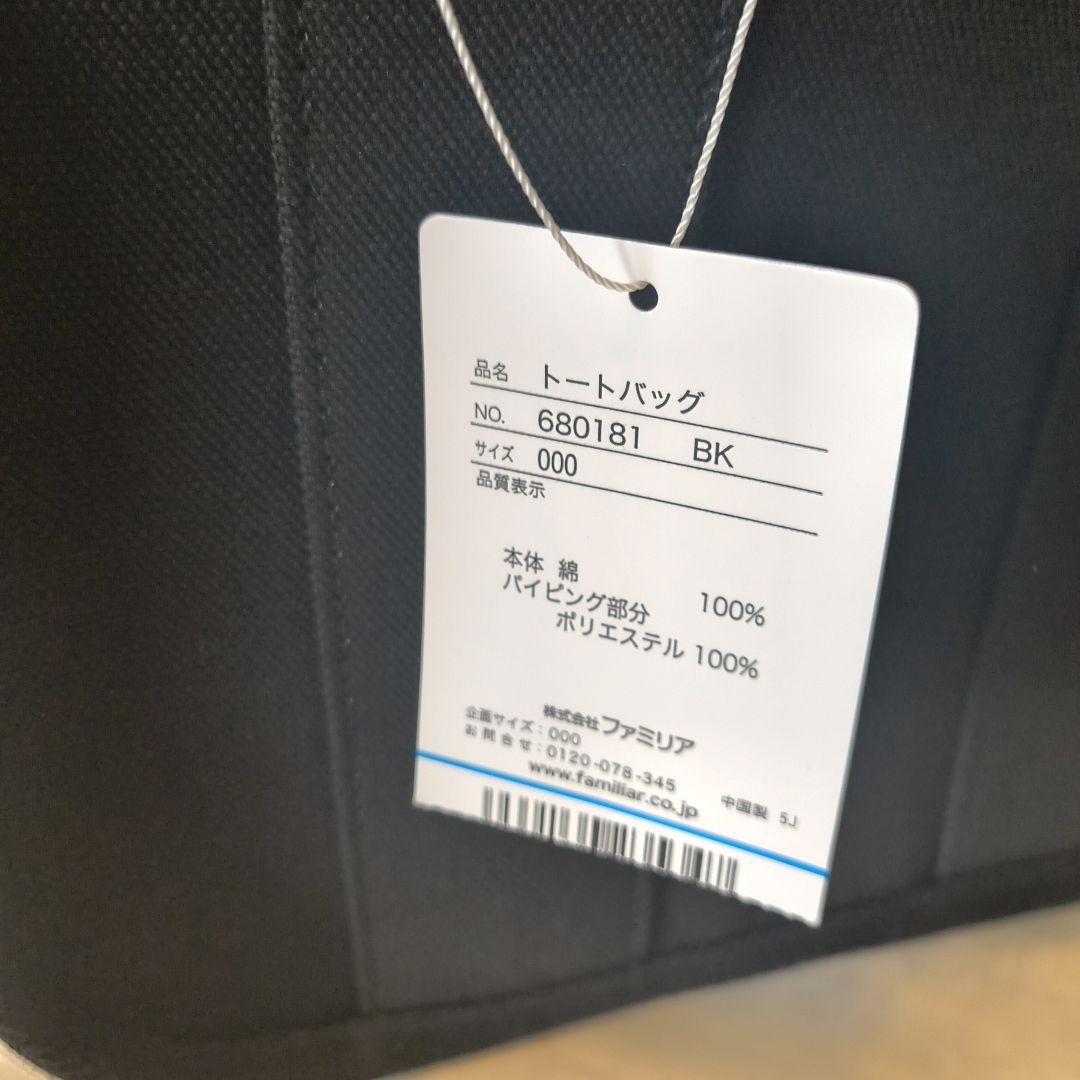 品名 トートバッグ
NO. 680181 BK
サイズ 000
品質表示
本体 綿 100%
パイピング部分
ポリエステル 100%
株式会社ファミリア
企画サイズ:000
お問合せ:0120-078-345
www.familiar.co.jp
中国製 5J